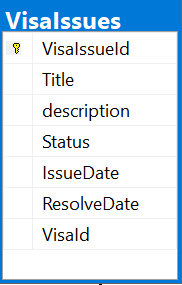 VisaIssues
VisaIssueId
Title
description
Status
IssueDate
ResolveDate
VisaId